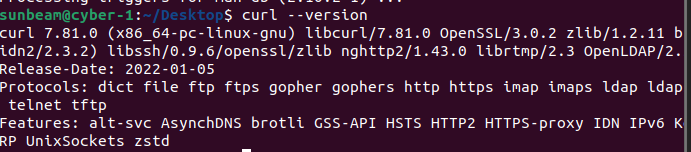 Processing triggers for man-db (2.10.2-1) ...
sunbeam@cyber-1:~/Desktop$ curl --version
curl 7.81.0 (x86_64-pc-linux-gnu) libcurl/7.81.0 OpenSSL/3.0.2 zlib/1.2.11 b
idn2/2.3.2) libssh/0.9.6/openssl/zlib nghttp2/1.43.0 librtmp/2.3 OpenLDAP/2.
Release-Date: 2022-01-05
Protocols: dict file ftp ftps gopher gophers http https imap imaps ldap ldap
telnet tftp
Features: alt-svc AsynchDNS brotli GSS-API HSTS HTTP2 HTTPS-proxy IDN IPv6 K
RP UnixSockets zstd